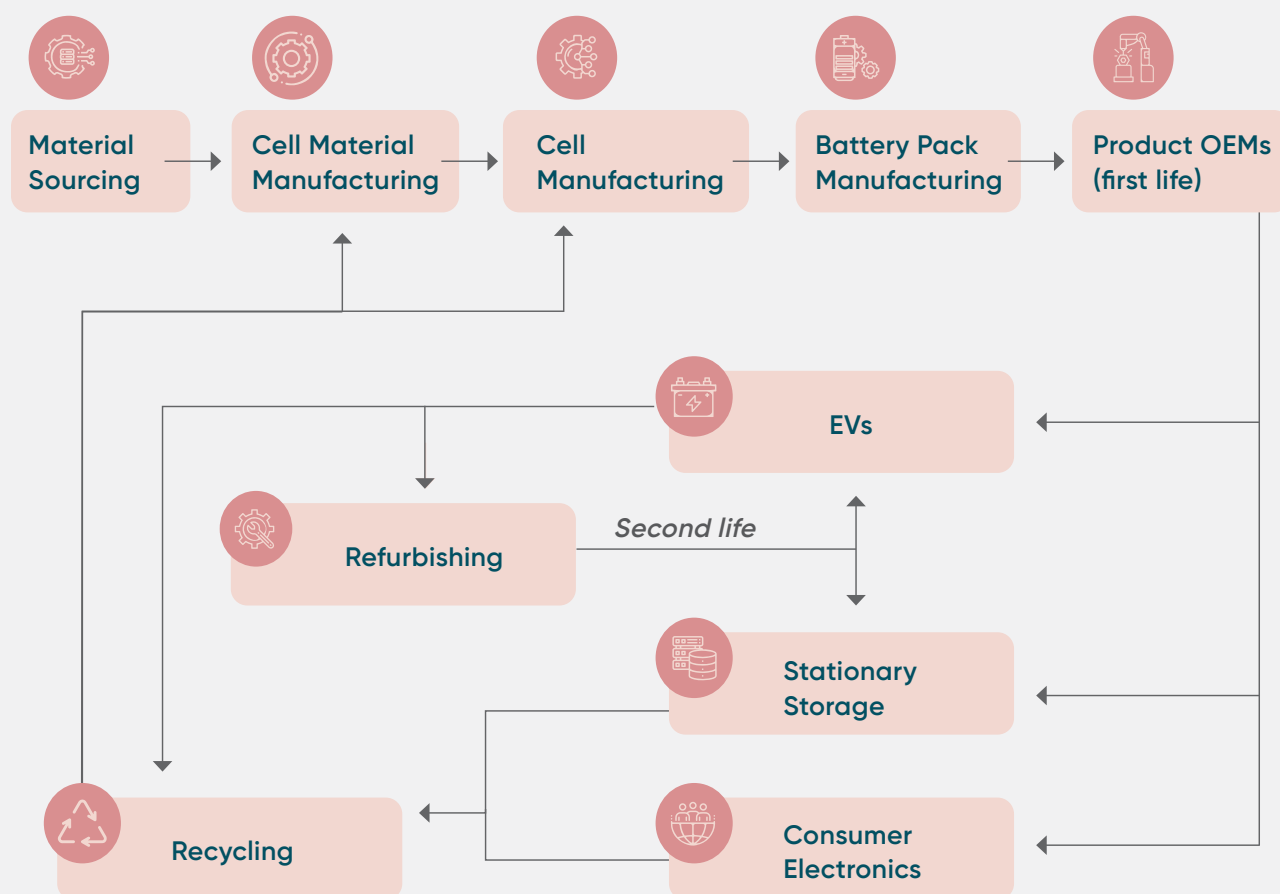 Material
Sourcing
Cell Material
Manufacturing
Cell
Manufacturing
Battery Pack
Manufacturing
Product OEMs
(first life)
EVs
Second life
Refurbishing
Stationary
Storage
Recycling
Consumer
Electronics